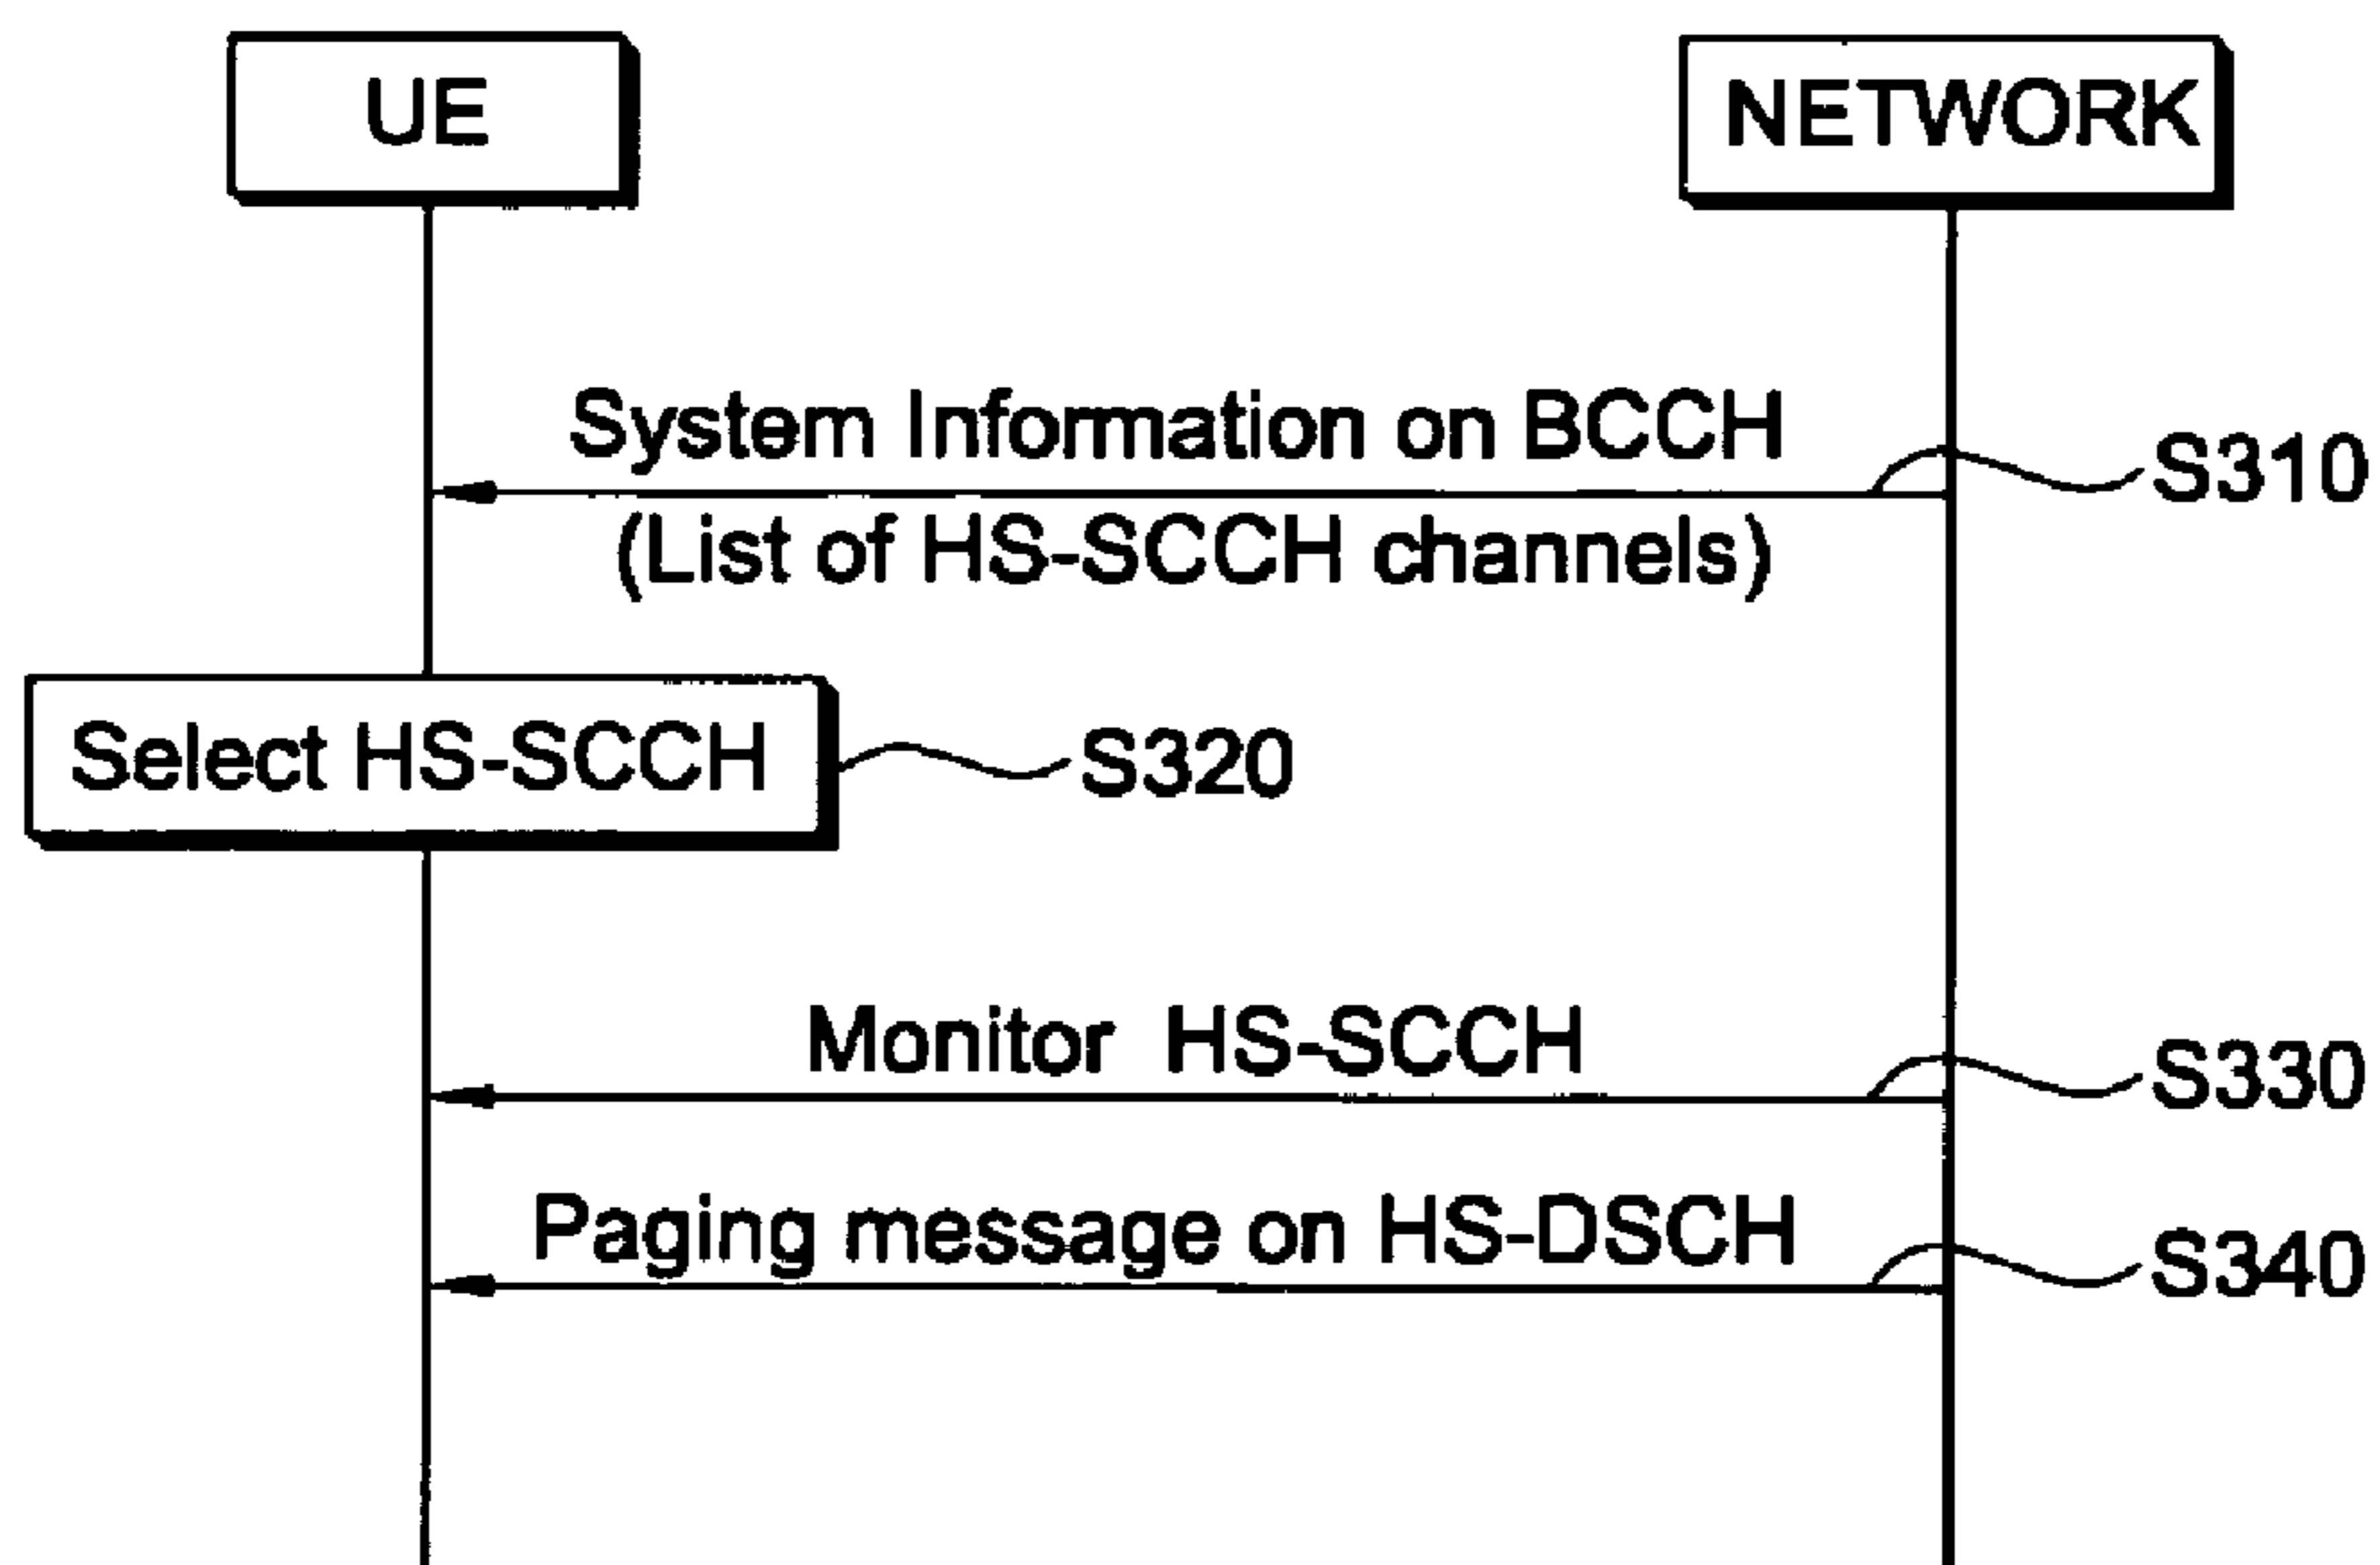 UE
NETWORK
System Information on BCCH
S310
(List of HS-SCCH channels)
Select HS-SCCH
S320
Monitor HS-SCCH
S330
Paging message on HS-DSCH
S340